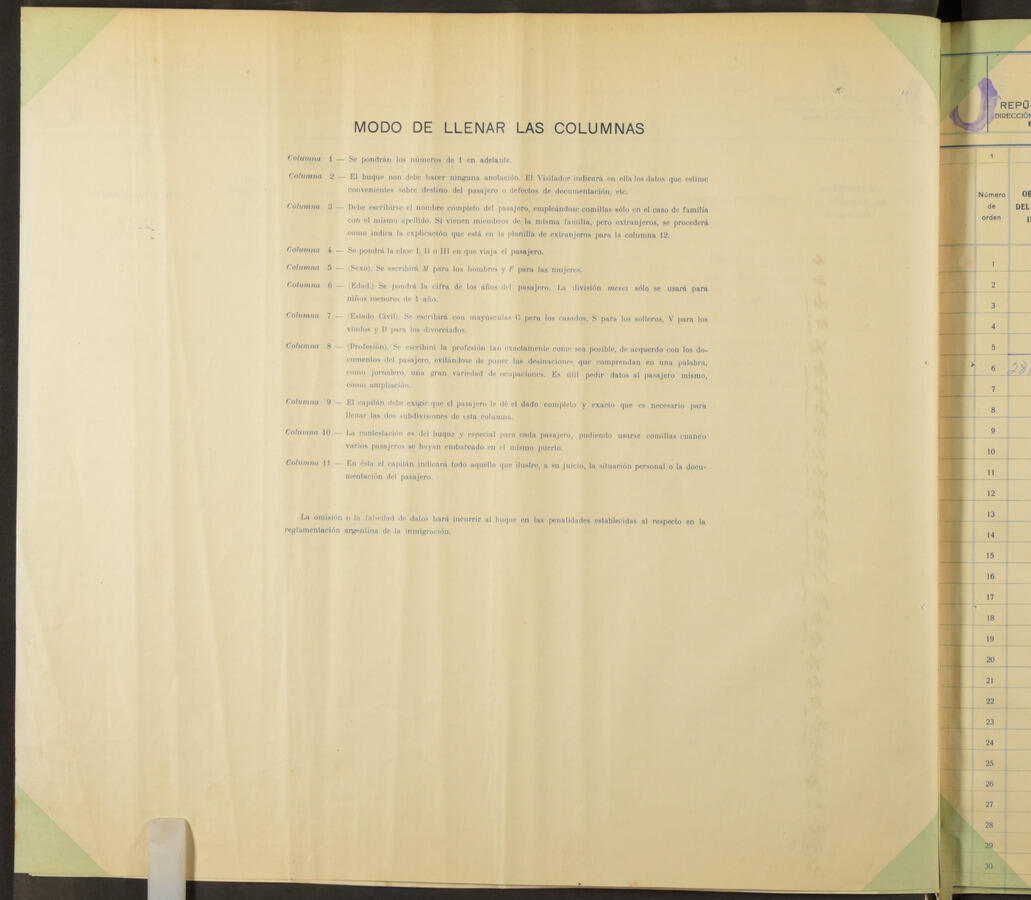 MODO DE LLENAR LAS COLUMNAS
Columna 1 — Se pondrán los números de 1 en adelante.
Columna 2 — El buque non debe hacer ninguna anotación. El Visitador indicará en ella los datos que estime
convenientes sobre destino del pasajero o defectos de documentación, etc.
Columna 3 — Debe escribirse el nombre completo del pasajero, empleándose comillas sólo en el caso de família
con el mismo apellido. Si vienen miembros de la misma familia, pero extranjeros, se procederá
como indica la explicación que está en la planilla de extranjeros para la columna 12.
Columna 4 — Se pondrá la clase I, II o III en que viaja el pasajero.
Columna 5 — (Sexo). Se escribirá M para los hombres y F para las mujeres.
Columna 6 — (Edad.) Se pondrá la cifra de los años del pasajero. La división meses sólo se usará para
niños menores de 1 año.
Columna 7 — (Estado Civil). Se escribirá con mayúsculas C para los casados, S para los solteros, V para los
viudos y D para los divorciados.
Columna 8 — (Profesión). Se escribirá la profesión tan exactamente come sea posible, de acuerdo con los do-
cumentos del pasajero, evitándose de poner las desinaciones que comprendan en una palabra,
como jornalero, una gran variedad de ocupaciones. Es útil pedir datos al pasajero mismo,
como ampliación.
Columna 9 — El capitán debe exigir que el pasajero le dé el dado completo y exacto que es necesario para
llenar las dos subdivisiones de esta columna.
Columna 10 — La contestación es del buque y especial para cada pasajero, pudiendo usarse comillas cuando
varios pasajeros se hayan embarcado en el mismo puerto.
Columna 11 — En ésta el capitán indicará todo aquello que ilustre, a su juicio, la situación personal o la docu-
mentación del pasajero.
La omisión o la falsedad de datos hará incurrir al buque en las penalidades establecidas al respecto en la
reglamentación argentina de la inmigración.
REPÚ
DIRECCIÓN
1
Número
de
orden
OB
DEL
1
2
3
4
5
6
7
8
9
10
11
12
13
14
15
16
17
18
19
20
21
22
23
24
25
26
27
28
29
30